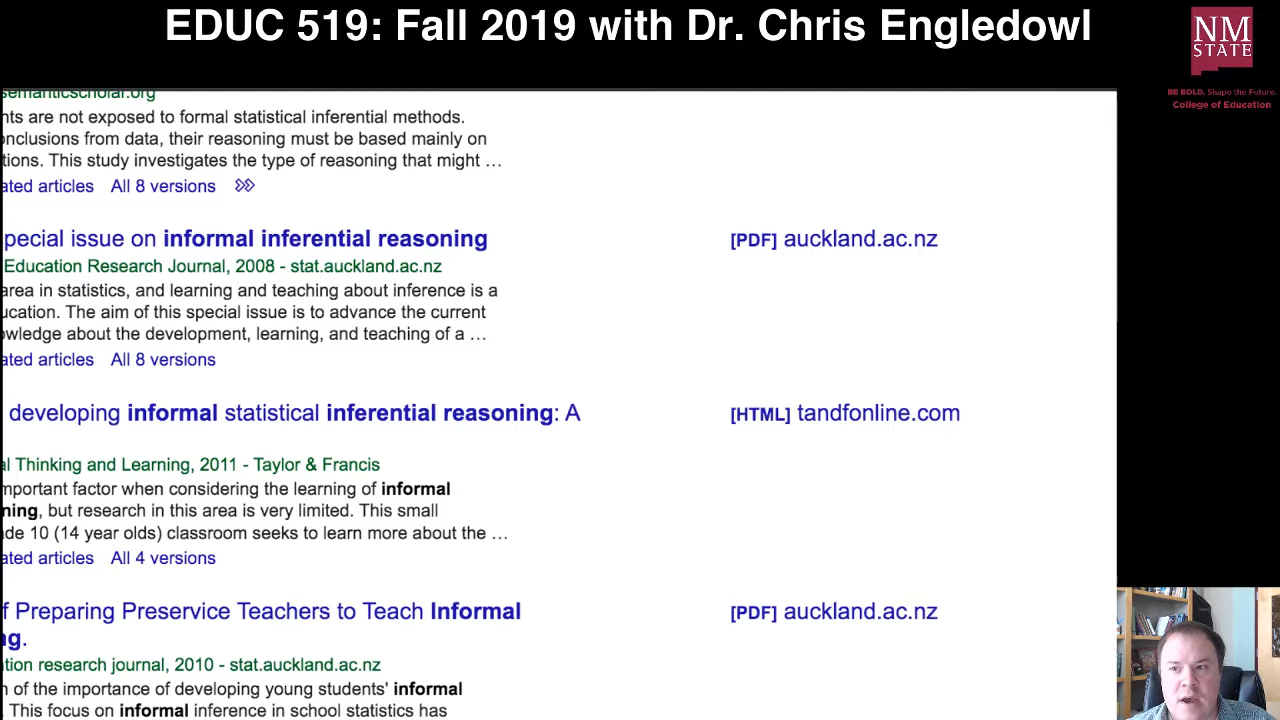 EDUC 519: Fall 2019 with Dr. Chris Engledowl
NM
STATE
BE BOLD. Shape the Future.
College of Education
semanticscholar.org
nts are not exposed to formal statistical inferential methods.
onclusions from data, their reasoning must be based mainly on
tions. This study investigates the type of reasoning that might …
ated articles All 8 versions
pecial issue on informal inferential reasoning
[PDF] auckland.ac.nz
Education Research Journal, 2008 - stat.auckland.ac.nz
area in statistics, and learning and teaching about inference is a
ucation. The aim of this special issue is to advance the current
owledge about the development, learning, and teaching of a …
ated articles All 8 versions
developing informal statistical inferential reasoning: A
[HTML] tandfonline.com
al Thinking and Learning, 2011 - Taylor & Francis
mportant factor when considering the learning of informal
ning, but research in this area is very limited. This small
de 10 (14 year olds) classroom seeks to learn more about the …
ated articles All 4 versions
f Preparing Preservice Teachers to Teach Informal
[PDF] auckland.ac.nz
ng.
tion research journal, 2010 - stat.auckland.ac.nz
n of the importance of developing young students' informal
This focus on informal inference in school statistics has